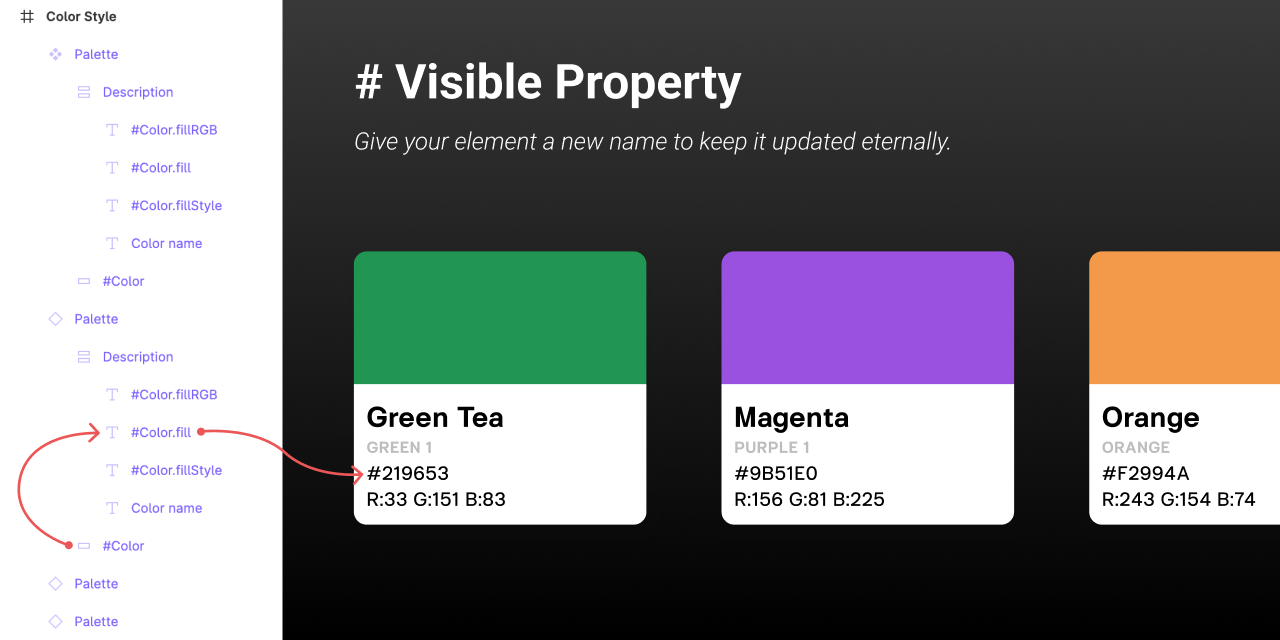 Color Style
Palette
Description
#Color.fillRGB
#Color.fill
#Color.fillStyle
Color name
#Color
Palette
Description
#Color.fillRGB
#Color.fill
#Color.fillStyle
Color name
#Color
Palette
Palette
# Visible Property
Give your element a new name to keep it updated eternally.
Green Tea
GREEN 1
#219653
R:33 G:151 B:83
Magenta
PURPLE 1
#9B51E0
R:156 G:81 B:225
Orange
ORANGE
#F2994A
R:243 G:154 B:74